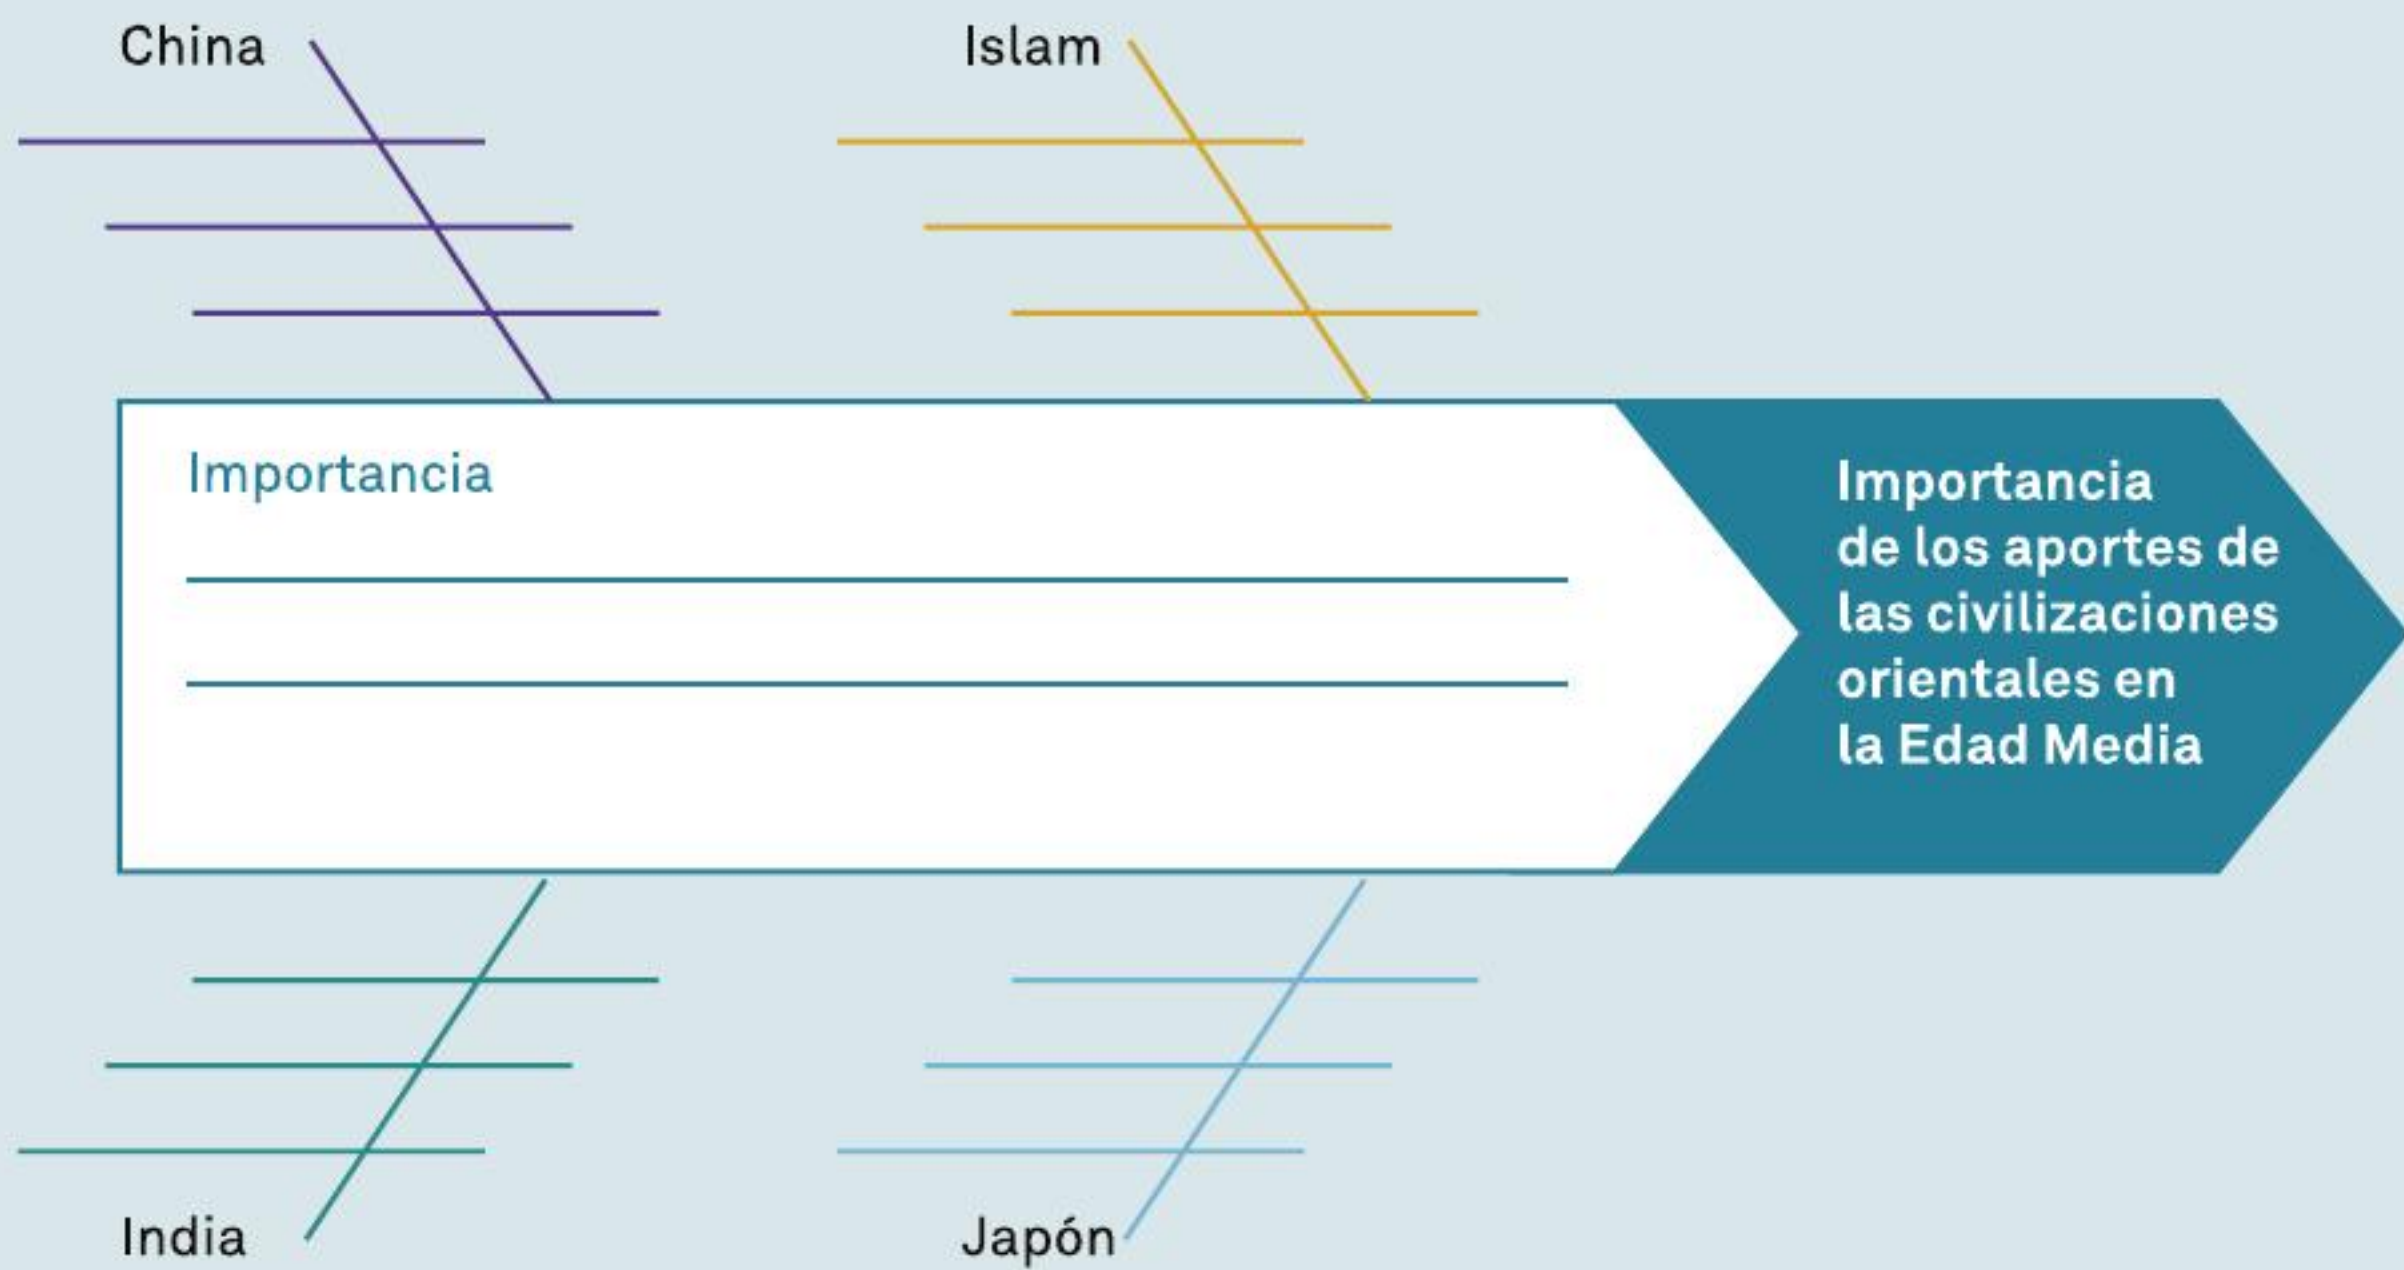 China
Islam
Importancia
Importancia
de los aportes de
las civilizaciones
orientales en
la Edad Media
India
Japón